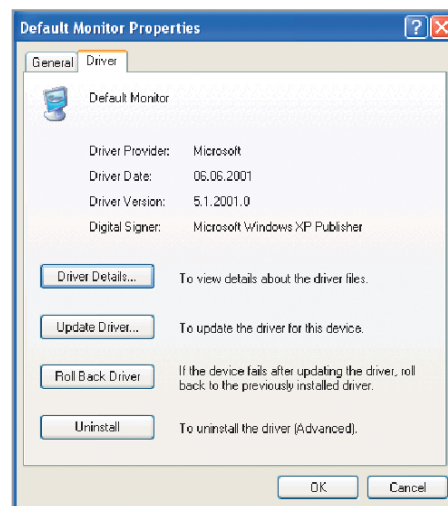 Default Monitor Properties
General Driver
Default Monitor
Driver Provider: Microsoft
Driver Date: 06.06.2001
Driver Version: 5.1.2001.0
Digital Signer: Microsoft Windows XP Publisher
Driver Details... To view details about the driver files.
Update Driver... To update the driver for this device.
Roll Back Driver If the device fails after updating the driver, roll
back to the previously installed driver.
Uninstall To uninstall the driver (Advanced).
OK Cancel